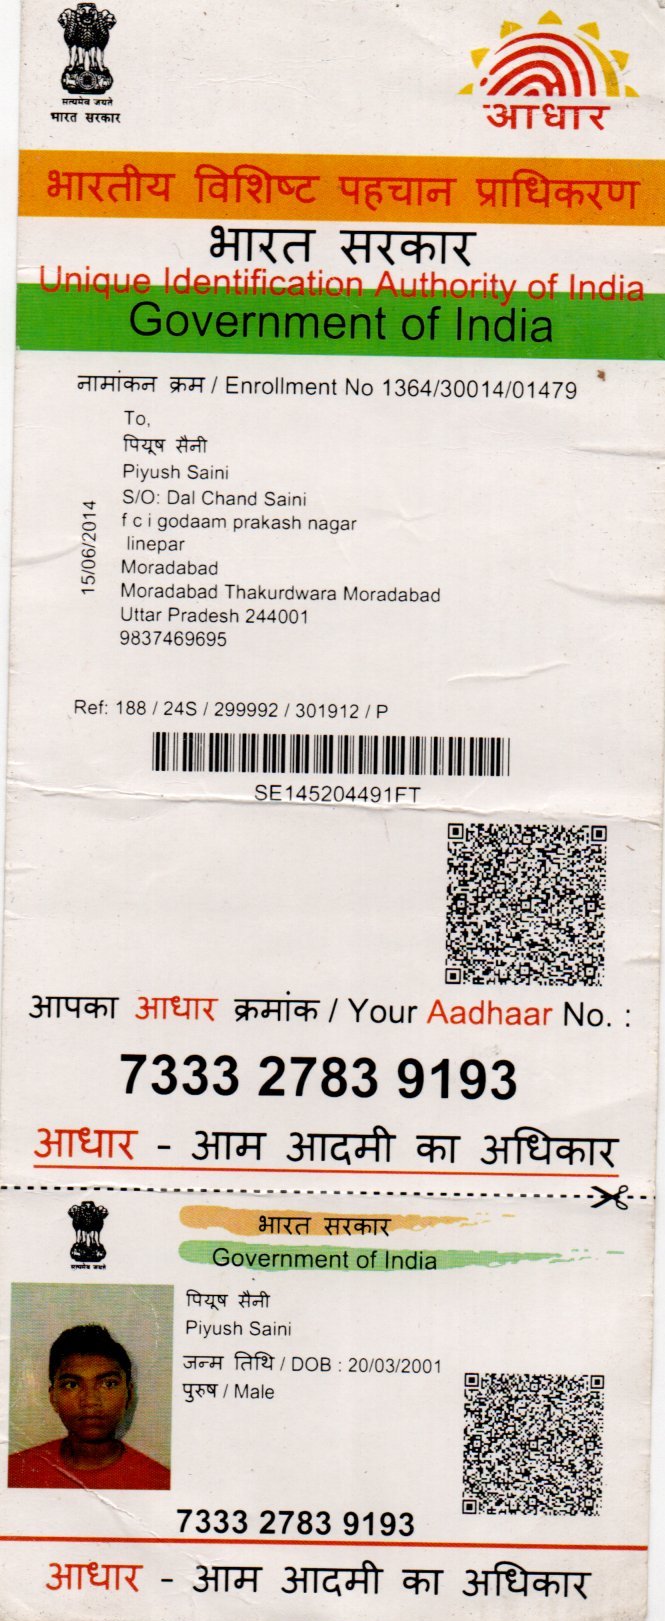 सत्यमेव जयते
भारत सरकार
आधार
भारतीय विशिष्ट पहचान प्राधिकरण
भारत सरकार
Unique Identification Authority of India
Government of India
नामांकन क्रम / Enrollment No 1364/30014/01479
To,
पियूष सैनी
Piyush Saini
S/O: Dal Chand Saini
f c i godaam prakash nagar
linepar
Moradabad
Moradabad Thakurdwara Moradabad
Uttar Pradesh 244001
9837469695
15/06/2014
Ref: 188 / 24S / 299992 / 301912 / P
SE145204491FT
आपका आधार क्रमांक / Your Aadhaar No. :
7333 2783 9193
आधार - आम आदमी का अधिकार
सत्यमेव जयते
भारत सरकार
Government of India
पियूष सैनी
Piyush Saini
जन्म तिथि / DOB : 20/03/2001
पुरुष / Male
7333 2783 9193
आधार - आम आदमी का अधिकार